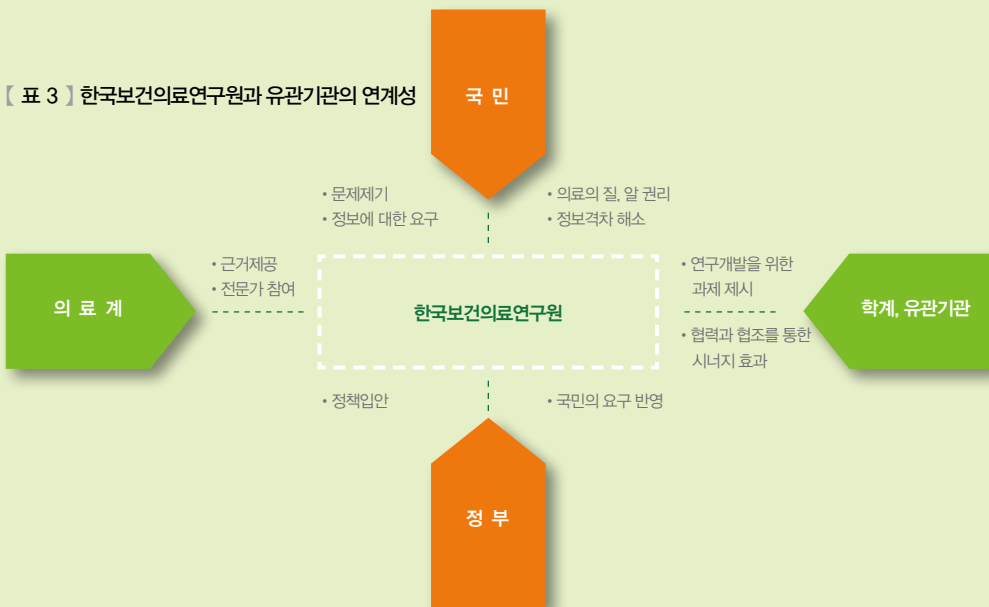 【 표 3 】 한국보건의료연구원과 유관기관의 연계성
국 민
• 문제제기
• 정보에 대한 요구
• 의료의 질, 알 권리
• 정보격차 해소
의 료 계
• 근거제공
• 전문가 참여
한국보건의료연구원
• 연구개발을 위한
과제 제시
• 협력과 협조를 통한
시너지 효과
학계, 유관기관
• 정책입안
• 국민의 요구 반영
정 부